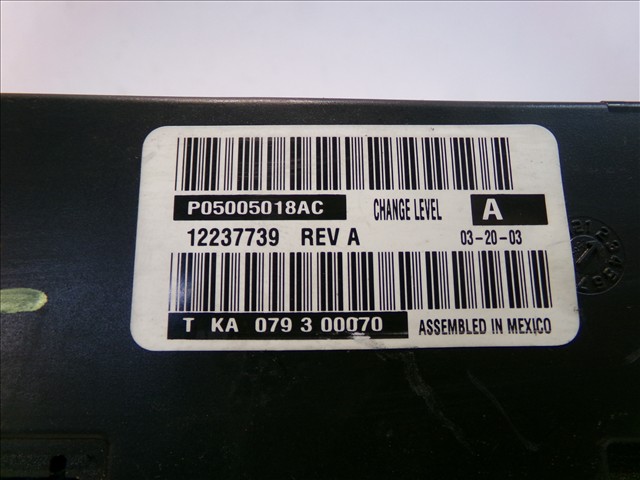 P05005018AC CHANGE LEVEL A
12237739 REV A 03-20-03
T KA 079 3 00070 ASSEMBLED IN MEXICO